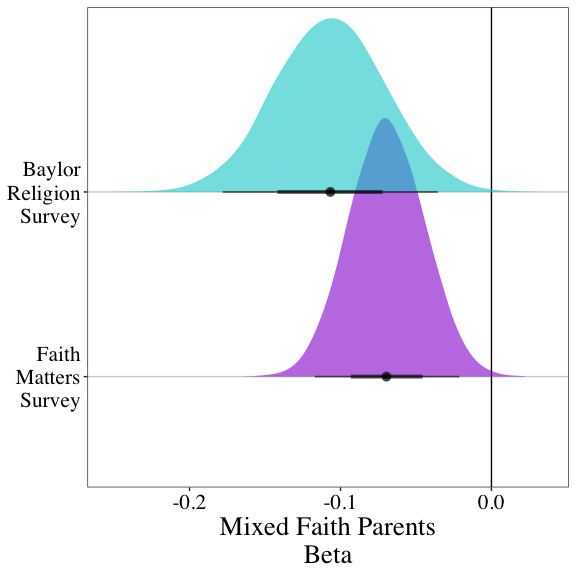 Baylor
Religion
Survey
Faith
Matters
Survey
-0.2 -0.1 0.0
Mixed Faith Parents
Beta